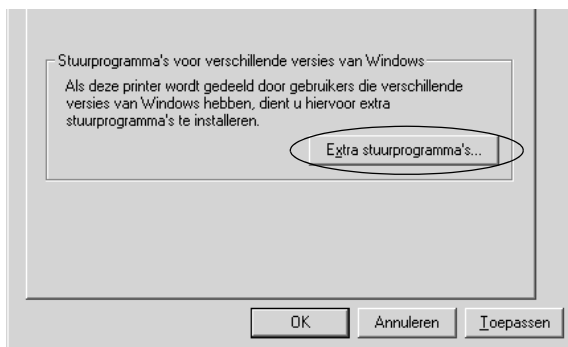 Stuurprogramma's voor verschillende versies van Windows
Als deze printer wordt gedeeld door gebruikers die verschillende
versies van Windows hebben, dient u hiervoor extra
stuurprogramma's te installeren.
Extra stuurprogramma's...
OK Annuleren Toepassen